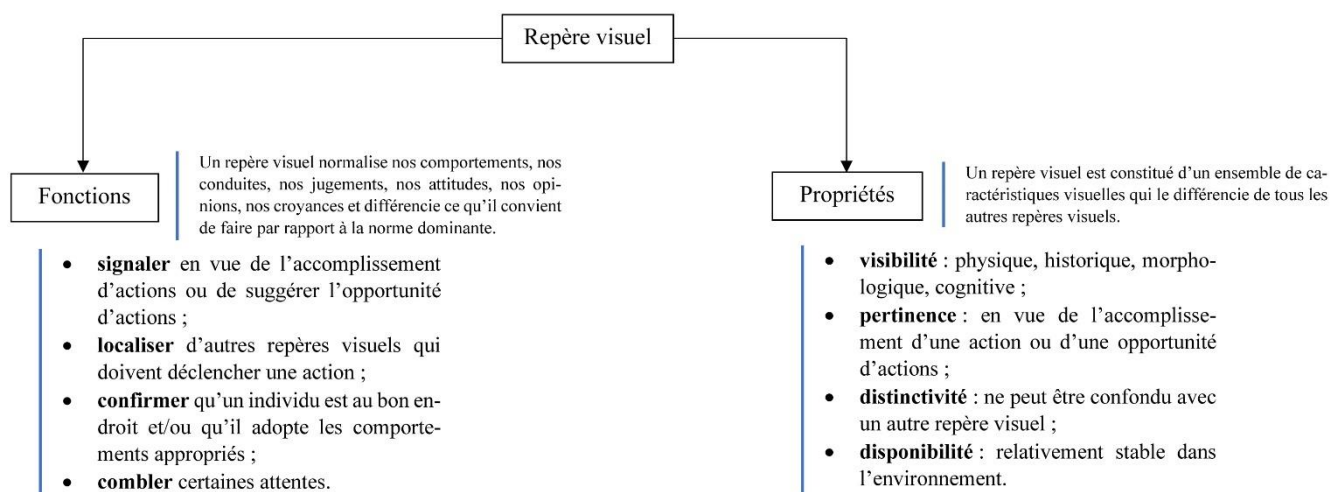 Repère visuel
Fonctions
Un repère visuel normalise nos comportements, nos
conduites, nos jugements, nos attitudes, nos opi-
nions, nos croyances et différencie ce qu’il convient
de faire par rapport à la norme dominante.
• signaler en vue de l’accomplissement
d’actions ou de suggérer l’opportunité
d’actions ;
• localiser d’autres repères visuels qui
doivent déclencher une action ;
• confirmer qu’un individu est au bon en-
droit et/ou qu’il adopte les comporte-
ments appropriés ;
• combler certaines attentes.
Propriétés
Un repère visuel est constitué d’un ensemble de ca-
ractéristiques visuelles qui le différencie de tous les
autres repères visuels.
• visibilité : physique, historique, morpho-
logique, cognitive ;
• pertinence : en vue de l’accomplisse-
ment d’une action ou d’une opportunité
d’actions ;
• distinctivité : ne peut être confondu avec
un autre repère visuel ;
• disponibilité : relativement stable dans
l’environnement.